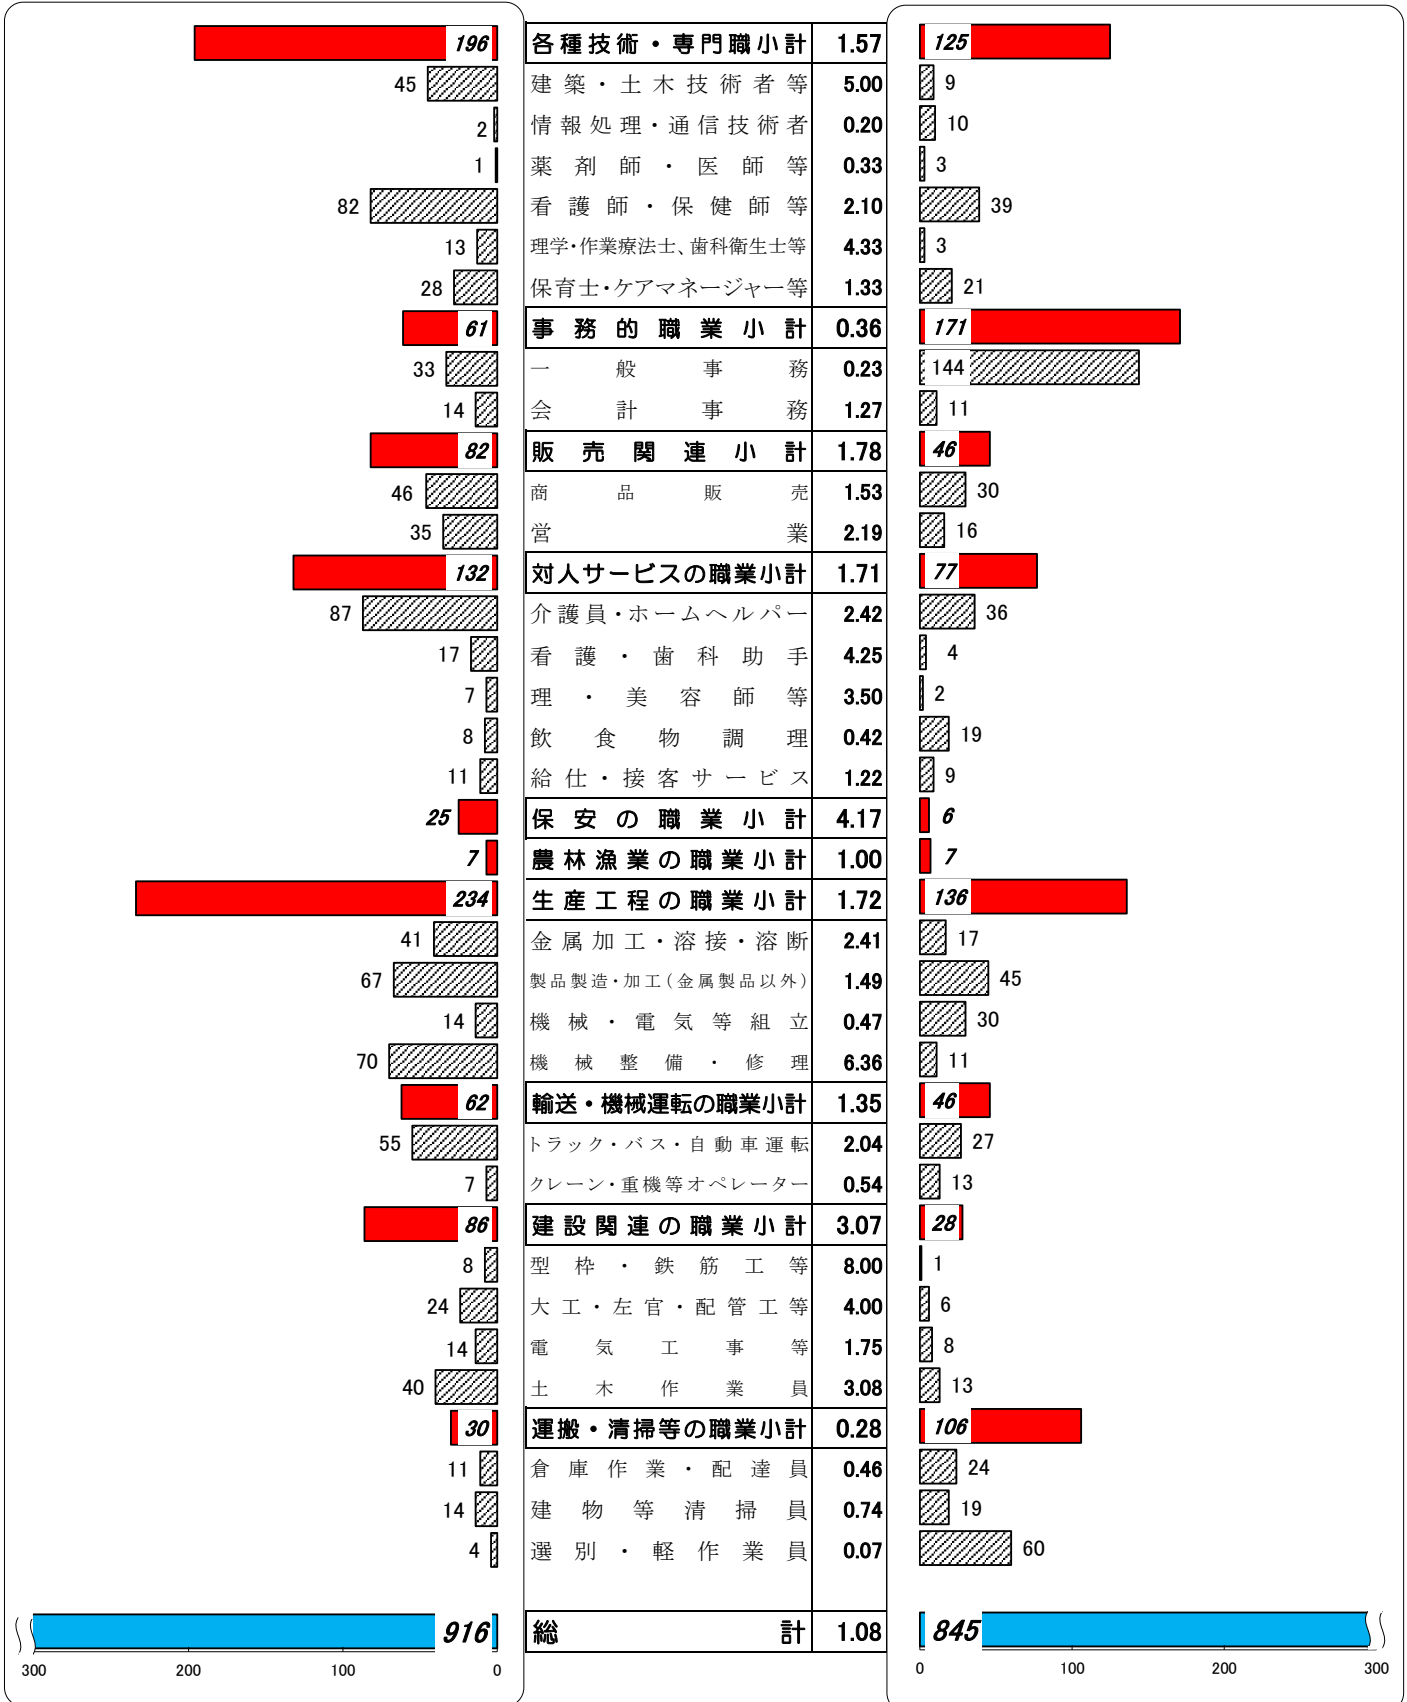 196 各種技術・専門職小計 1.57 125
45 建築・土木技術者等 5.00 9
2 情報処理・通信技術者 0.20 10
1 薬剤師・医師等 0.33 3
82 看護師・保健師等 2.10 39
13 理学・作業療法士、歯科衛生士等 4.33 3
28 保育士・ケアマネージャー等 1.33 21
61 事務的職業小計 0.36 171
33 一般事務 0.23 144
14 会計事務 1.27 11
82 販売関連小計 1.78 46
46 商品販売 1.53 30
35 営業 2.19 16
132 対人サービスの職業小計 1.71 77
87 介護員・ホームヘルパー 2.42 36
17 看護・歯科助手 4.25 4
7 理・美容師等 3.50 2
8 飲食物調理 0.42 19
11 給仕・接客サービス 1.22 9
25 保安の職業小計 4.17 6
7 農林漁業の職業小計 1.00 7
234 生産工程の職業小計 1.72 136
41 金属加工・溶接・溶断 2.41 17
67 製品製造・加工(金属製品以外) 1.49 45
14 機械・電気等組立 0.47 30
70 機械整備・修理 6.36 11
62 輸送・機械運転の職業小計 1.35 46
55 トラック・バス・自動車運転 2.04 27
7 クレーン・重機等オペレーター 0.54 13
86 建設関連の職業小計 3.07 28
8 型枠・鉄筋工等 8.00 1
24 大工・左官・配管工等 4.00 6
14 電気工事等 1.75 8
40 土木作業員 3.08 13
30 運搬・清掃等の職業小計 0.28 106
11 倉庫作業・配達員 0.46 24
14 建物等清掃員 0.74 19
4 選別・軽作業員 0.07 60
916 総計 1.08 845
300 200 100 0 0 100 200 300